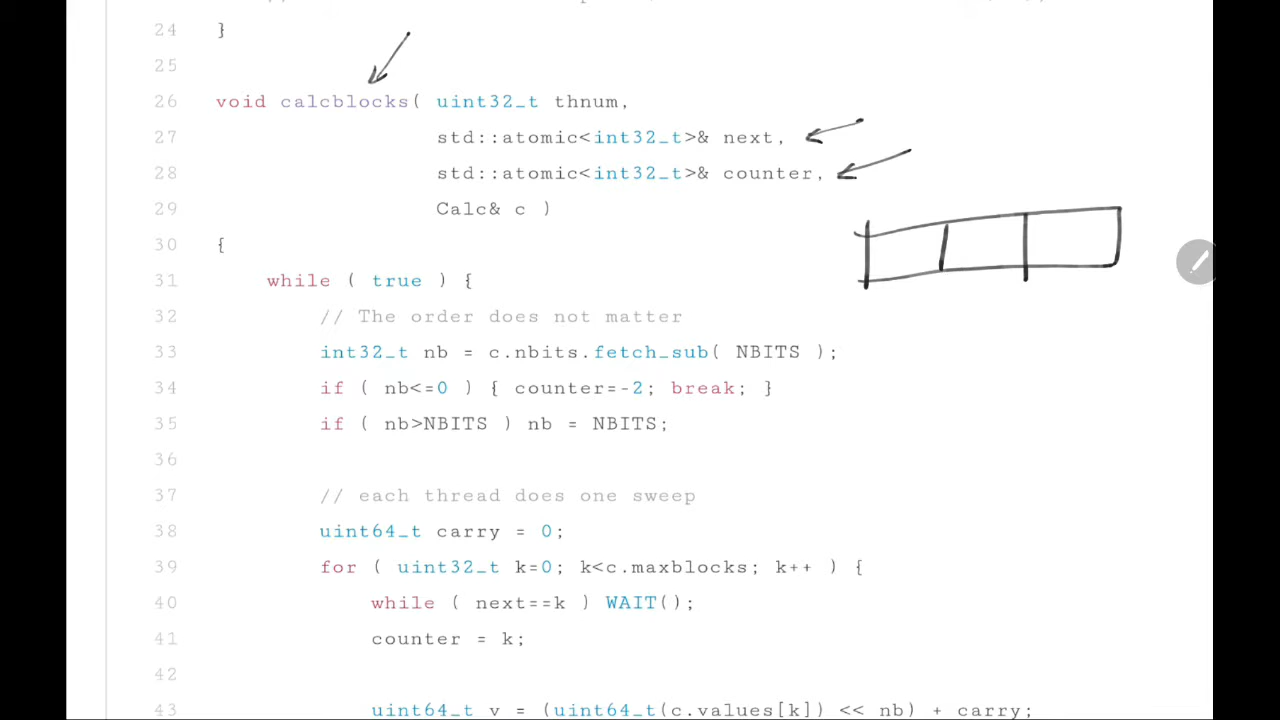 24 }
25
26 void calcblocks( uint32_t thnum,
27 std::atomic<int32_t>& next,
28 std::atomic<int32_t>& counter,
29 Calc& c )
30 {
31 while ( true ) {
32 // The order does not matter
33 int32_t nb = c.nbits.fetch_sub( NBITS );
34 if ( nb<=0 ) { counter=-2; break; }
35 if ( nb>NBITS ) nb = NBITS;
36
37 // each thread does one sweep
38 uint64_t carry = 0;
39 for ( uint32_t k=0; k<c.maxblocks; k++ ) {
40 while ( next==k ) WAIT();
41 counter = k;
42
43 uint64_t v = (uint64_t(c.values[k]) << nb) + carry;